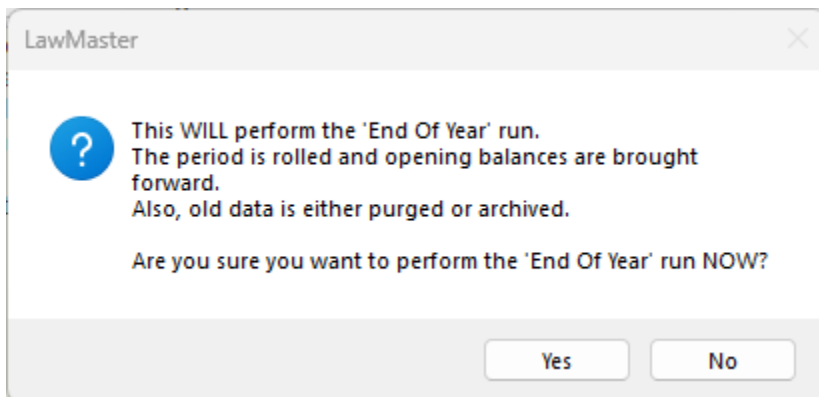 LawMaster
This WILL perform the 'End Of Year' run.
The period is rolled and opening balances are brought
forward.
Also, old data is either purged or archived.
Are you sure you want to perform the 'End Of Year' run NOW?
Yes No